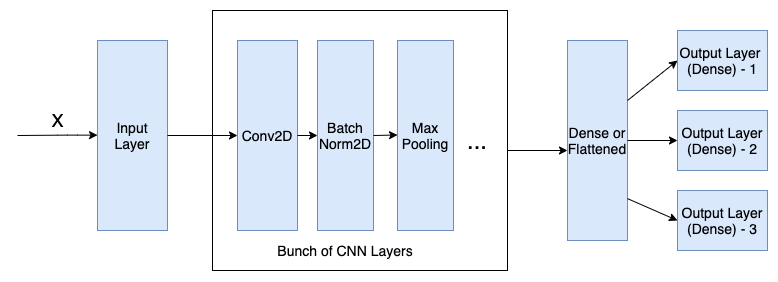 X
Input
Layer
Conv2D
Batch
Norm2D
Max
Pooling
...
Bunch of CNN Layers
Dense or
Flattened
Output Layer
(Dense) - 1
Output Layer
(Dense) - 2
Output Layer
(Dense) - 3